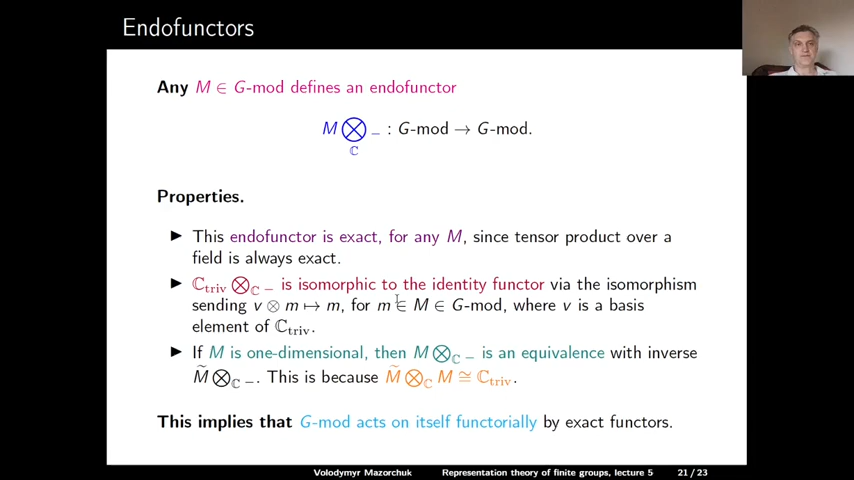 Endofunctors
Any M ∈ G-mod defines an endofunctor
M ⨂_ℂ − : G-mod → G-mod.
Properties.
▶ This endofunctor is exact, for any M, since tensor product over a
field is always exact.
▶ ℂ_triv ⨂_ℂ − is isomorphic to the identity functor via the isomorphism
sending v ⊗ m ↦ m, for m ∈ M ∈ G-mod, where v is a basis
element of ℂ_triv.
▶ If M is one-dimensional, then M ⨂_ℂ − is an equivalence with inverse
M̃ ⨂_ℂ −. This is because M̃ ⨂_ℂ M ≅ ℂ_triv.
This implies that G-mod acts on itself functorially by exact functors.
Volodymyr Mazorchuk Representation theory of finite groups, lecture 5 21 / 23